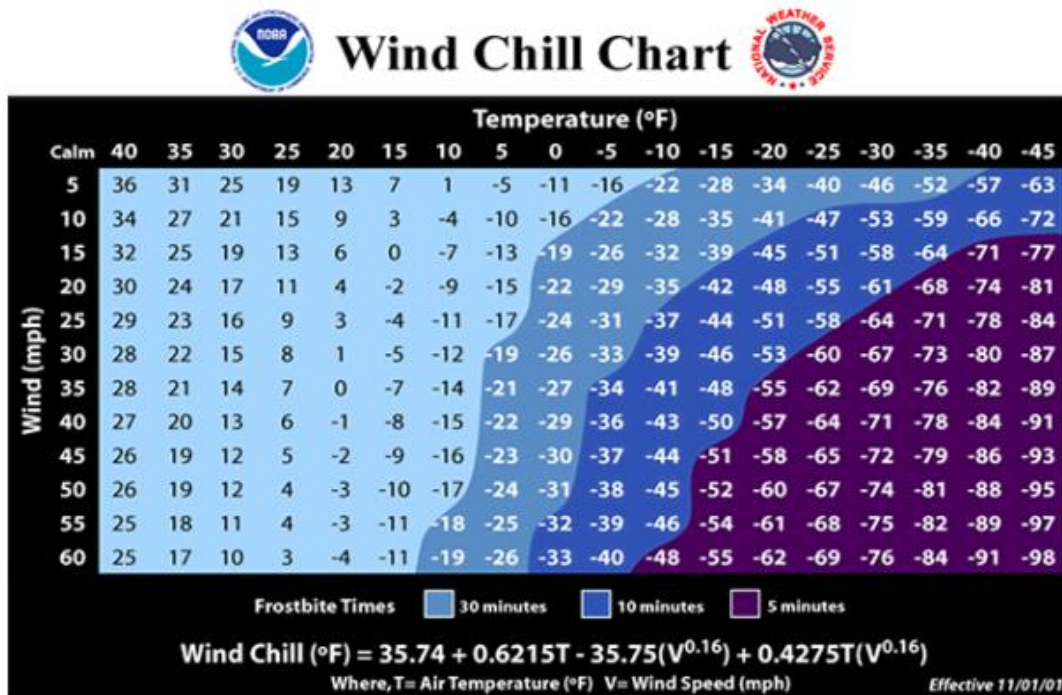 NOAA
Wind Chill Chart
NATIONAL WEATHER SERVICE
Temperature (ºF)
Calm 40 35 30 25 20 15 10 5 0 -5 -10 -15 -20 -25 -30 -35 -40 -45
5 36 31 25 19 13 7 1 -5 -11 -16 -22 -28 -34 -40 -46 -52 -57 -63
10 34 27 21 15 9 3 -4 -10 -16 -22 -28 -35 -41 -47 -53 -59 -66 -72
15 32 25 19 13 6 0 -7 -13 -19 -26 -32 -39 -45 -51 -58 -64 -71 -77
20 30 24 17 11 4 -2 -9 -15 -22 -29 -35 -42 -48 -55 -61 -68 -74 -81
25 29 23 16 9 3 -4 -11 -17 -24 -31 -37 -44 -51 -58 -64 -71 -78 -84
30 28 22 15 8 1 -5 -12 -19 -26 -33 -39 -46 -53 -60 -67 -73 -80 -87
35 28 21 14 7 0 -7 -14 -21 -27 -34 -41 -48 -55 -62 -69 -76 -82 -89
40 27 20 13 6 -1 -8 -15 -22 -29 -36 -43 -50 -57 -64 -71 -78 -84 -91
45 26 19 12 5 -2 -9 -16 -23 -30 -37 -44 -51 -58 -65 -72 -79 -86 -93
50 26 19 12 4 -3 -10 -17 -24 -31 -38 -45 -52 -60 -67 -74 -81 -88 -95
55 25 18 11 4 -3 -11 -18 -25 -32 -39 -46 -54 -61 -68 -75 -82 -89 -97
60 25 17 10 3 -4 -11 -19 -26 -33 -40 -48 -55 -62 -69 -76 -84 -91 -98
Wind (mph)
Frostbite Times 30 minutes 10 minutes 5 minutes
Wind Chill (ºF) = 35.74 + 0.6215T - 35.75(V^0.16) + 0.4275T(V^0.16)
Where, T= Air Temperature (ºF) V= Wind Speed (mph)
Effective 11/01/0